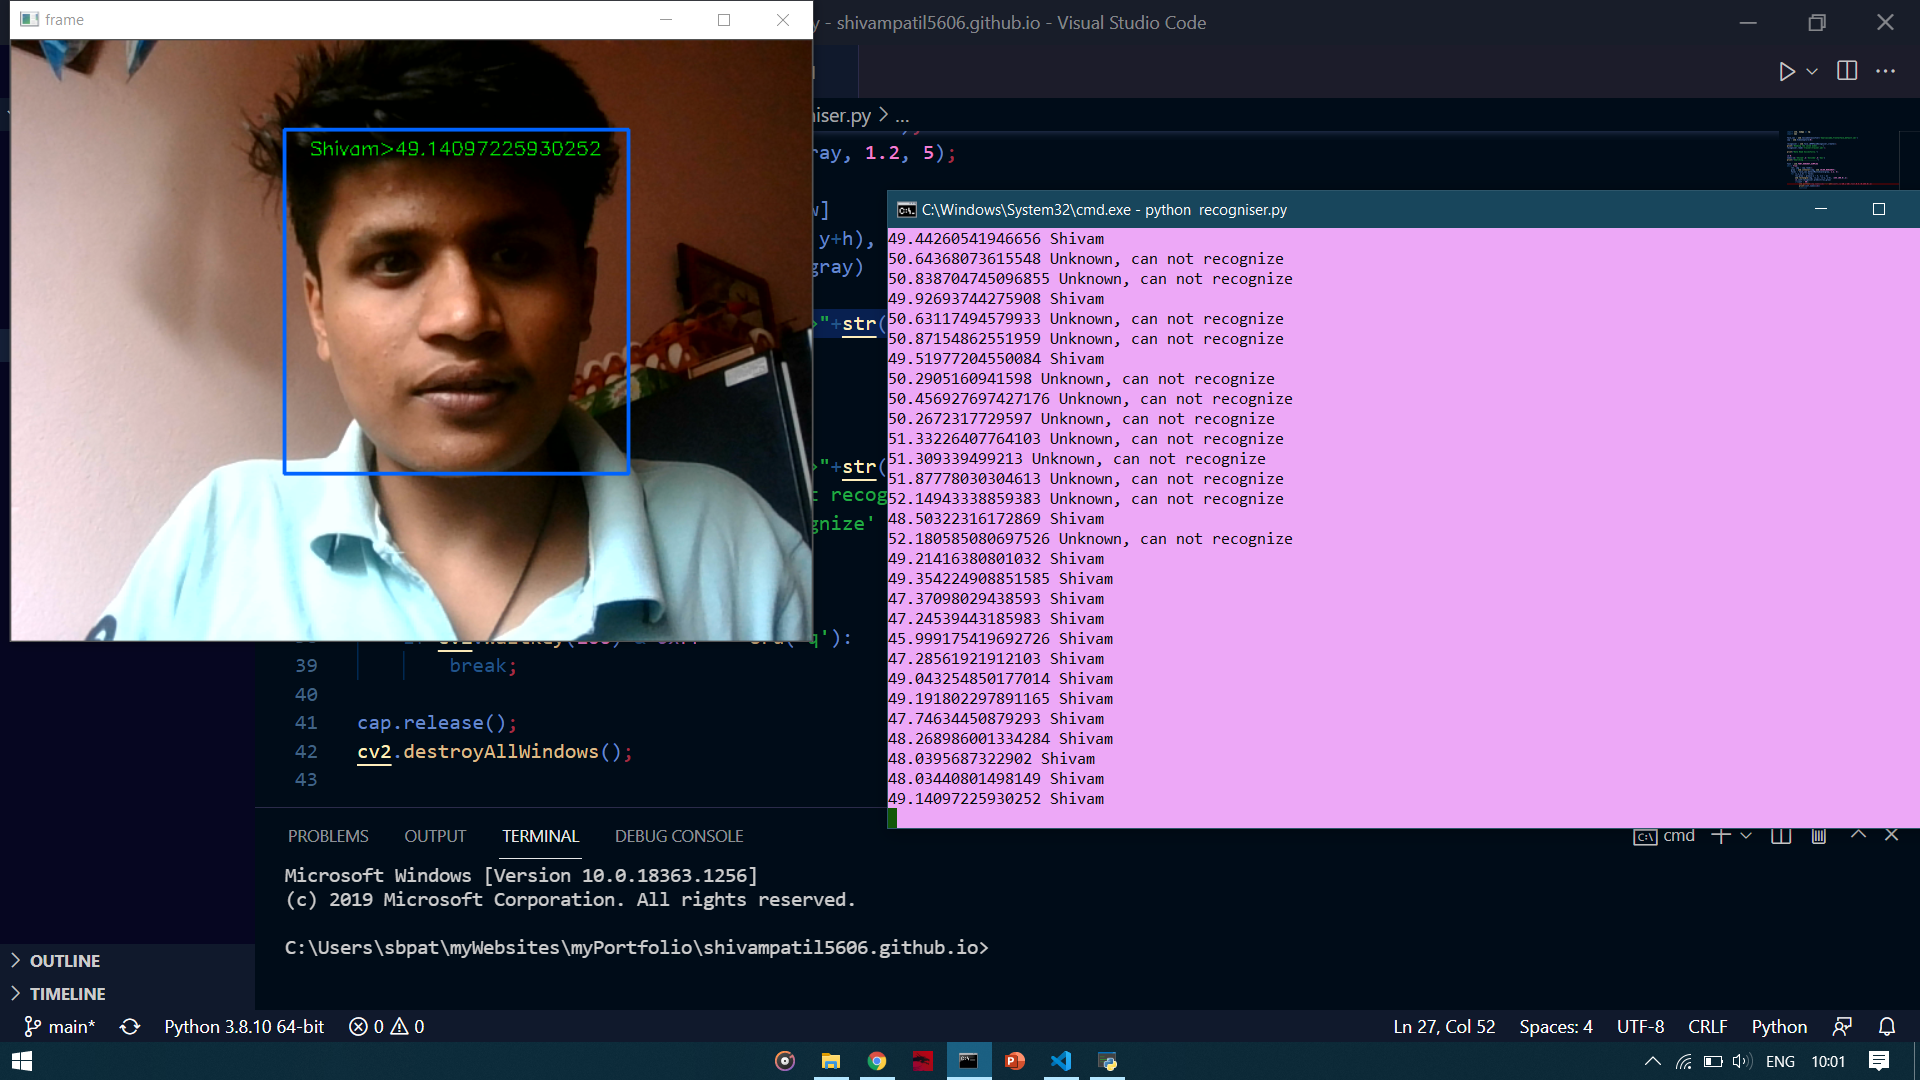 frame
y - shivampatil5606.github.io - Visual Studio Code
Shivam>49.14097225930252
niser.py > ...
ray, 1.2, 5);
w]
y+h),
gray)
>"+str(
>"+str(
t recog
gnize'
C:\Windows\System32\cmd.exe - python  recogniser.py
49.44260541946656 Shivam
50.64368073615548 Unknown, can not recognize
50.838704745096855 Unknown, can not recognize
49.92693744275908 Shivam
50.63117494579933 Unknown, can not recognize
50.87154862551959 Unknown, can not recognize
49.51977204550084 Shivam
50.2905160941598 Unknown, can not recognize
50.456927697427176 Unknown, can not recognize
50.2672317729597 Unknown, can not recognize
51.33226407764103 Unknown, can not recognize
51.309339499213 Unknown, can not recognize
51.87778030304613 Unknown, can not recognize
52.14943338859383 Unknown, can not recognize
48.50322316172869 Shivam
52.180585080697526 Unknown, can not recognize
49.21416380801032 Shivam
49.354224908851585 Shivam
47.37098029438593 Shivam
47.24539443185983 Shivam
45.999175419692726 Shivam
47.28561921912103 Shivam
49.043254850177014 Shivam
49.191802297891165 Shivam
47.74634450879293 Shivam
48.268986001334284 Shivam
48.0395687322902 Shivam
48.03440801498149 Shivam
49.14097225930252 Shivam
q'):
39 break;
40
41 cap.release();
42 cv2.destroyAllWindows();
43
PROBLEMS OUTPUT TERMINAL DEBUG CONSOLE
cmd
Microsoft Windows [Version 10.0.18363.1256]
(c) 2019 Microsoft Corporation. All rights reserved.
C:\Users\sbpat\myWebsites\myPortfolio\shivampatil5606.github.io>
OUTLINE
TIMELINE
main* Python 3.8.10 64-bit 0 0 Ln 27, Col 52 Spaces: 4 UTF-8 CRLF Python
ENG 10:01